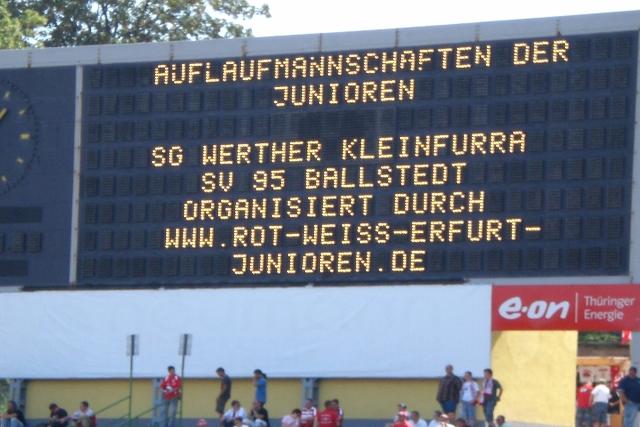 AUFLAUFMANNSCHAFTEN DER
JUNIOREN
SG WERTHER KLEINFURRA
SV 95 BALLSTEDT
ORGANISIERT DURCH
WWW.ROT-WEISS-ERFURT-
JUNIOREN.DE
e·on
Thüringer
Energie